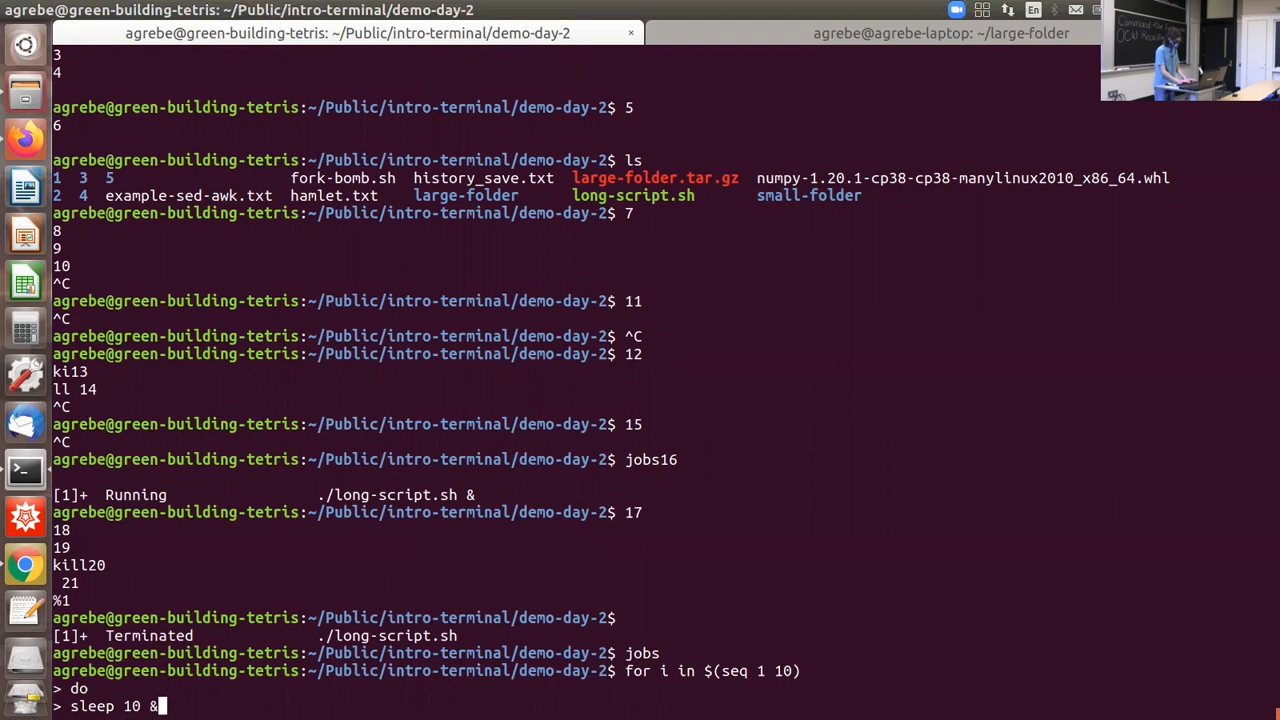 agrebe@green-building-tetris: ~/Public/intro-terminal/demo-day-2
En
agrebe@green-building-tetris: ~/Public/intro-terminal/demo-day-2 ×
agrebe@agrebe-laptop: ~/large-folder
3
4
agrebe@green-building-tetris:~/Public/intro-terminal/demo-day-2$ 5
6
agrebe@green-building-tetris:~/Public/intro-terminal/demo-day-2$ ls
1 3 5 fork-bomb.sh history_save.txt large-folder.tar.gz numpy-1.20.1-cp38-cp38-manylinux2010_x86_64.whl
2 4 example-sed-awk.txt hamlet.txt large-folder long-script.sh small-folder
agrebe@green-building-tetris:~/Public/intro-terminal/demo-day-2$ 7
8
9
10
^C
agrebe@green-building-tetris:~/Public/intro-terminal/demo-day-2$ 11
^C
agrebe@green-building-tetris:~/Public/intro-terminal/demo-day-2$ ^C
agrebe@green-building-tetris:~/Public/intro-terminal/demo-day-2$ 12
ki13
ll 14
^C
agrebe@green-building-tetris:~/Public/intro-terminal/demo-day-2$ 15
^C
agrebe@green-building-tetris:~/Public/intro-terminal/demo-day-2$ jobs16
[1]+ Running ./long-script.sh &
agrebe@green-building-tetris:~/Public/intro-terminal/demo-day-2$ 17
18
19
kill20
21
%1
agrebe@green-building-tetris:~/Public/intro-terminal/demo-day-2$
[1]+ Terminated ./long-script.sh
agrebe@green-building-tetris:~/Public/intro-terminal/demo-day-2$ jobs
agrebe@green-building-tetris:~/Public/intro-terminal/demo-day-2$ for i in $(seq 1 10)
> do
> sleep 10 &